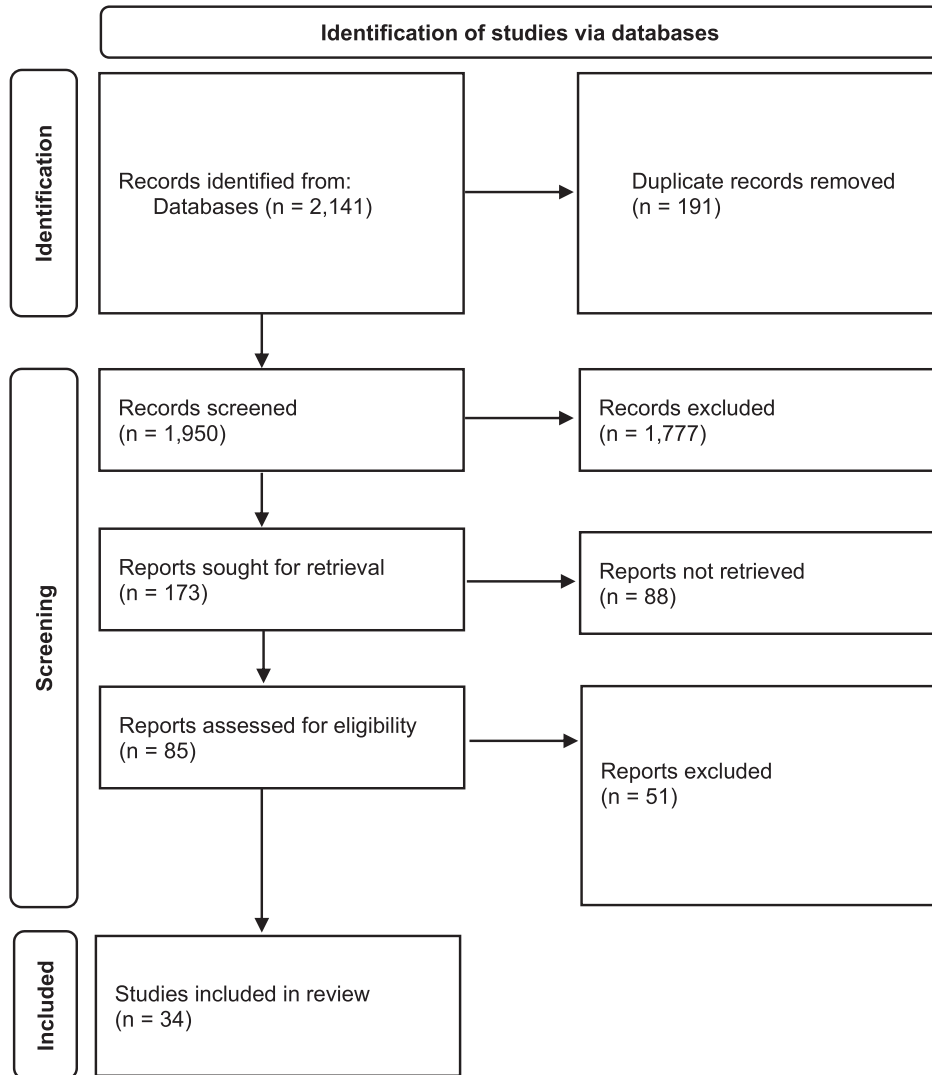 Identification of studies via databases
Identification
Records identified from:
Databases (n = 2,141)
Duplicate records removed
(n = 191)
Screening
Records screened
(n = 1,950)
Records excluded
(n = 1,777)
Reports sought for retrieval
(n = 173)
Reports not retrieved
(n = 88)
Reports assessed for eligibility
(n = 85)
Reports excluded
(n = 51)
Included
Studies included in review
(n = 34)